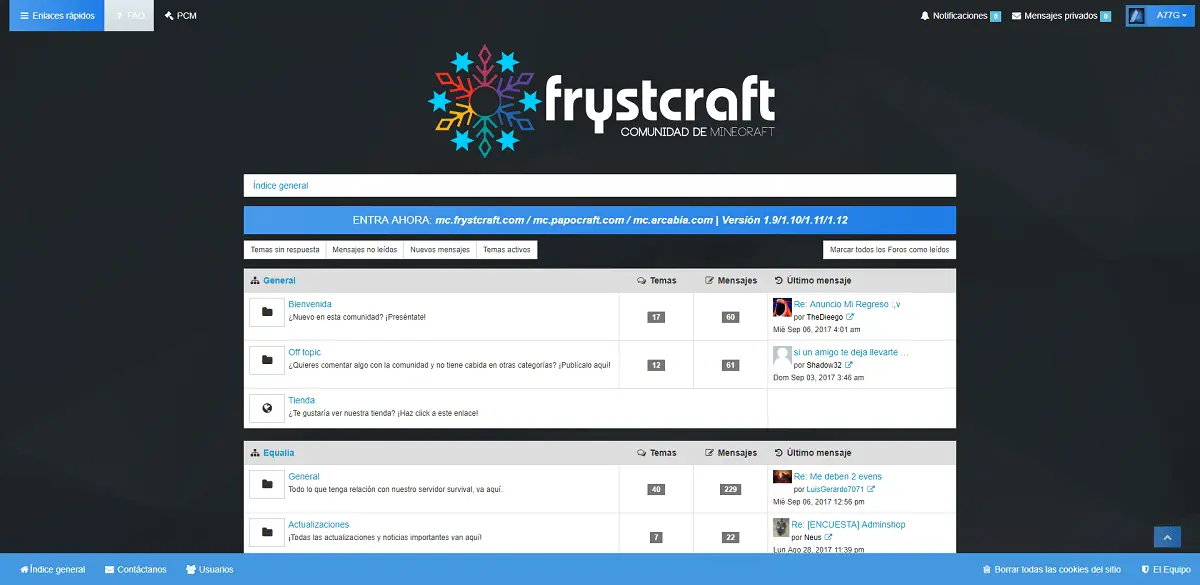 Enlaces rápidos
FAQ
PCM
Notificaciones 0
Mensajes privados 0
A77G
frystcraft
COMUNIDAD DE MINECRAFT
Índice general
ENTRA AHORA: mc.frystcraft.com / mc.papocraft.com / mc.arcabia.com | Versión 1.9/1.10/1.11/1.12
Temas sin respuesta
Mensajes no leídos
Nuevos mensajes
Temas activos
Marcar todos los Foros como leídos
General
Temas
Mensajes
Último mensaje
Bienvenida
¿Nuevo en esta comunidad? ¡Preséntate!
17
60
Re: Anuncio Mi Regreso :,v
por TheDieego
Mié Sep 06, 2017 4:01 am
Off topic
¿Quieres comentar algo con la comunidad y no tiene cabida en otras categorías? ¡Publícalo aquí!
12
61
si un amigo te deja llevarte …
por Shadow32
Dom Sep 03, 2017 3:46 am
Tienda
¿Te gustaría ver nuestra tienda? ¡Haz click a este enlace!
Equalia
Temas
Mensajes
Último mensaje
General
Todo lo que tenga relación con nuestro servidor survival, va aquí.
40
229
Re: Me deben 2 evens
por LuisGerardo7071
Mié Sep 06, 2017 12:56 pm
Actualizaciones
¡Todas las actualizaciones y noticias importantes van aquí!
7
22
Re: [ENCUESTA] Adminshop
por Neus
Lun Ago 28, 2017 11:39 pm
Índice general
Contáctanos
Usuarios
Borrar todas las cookies del sitio
El Equipo